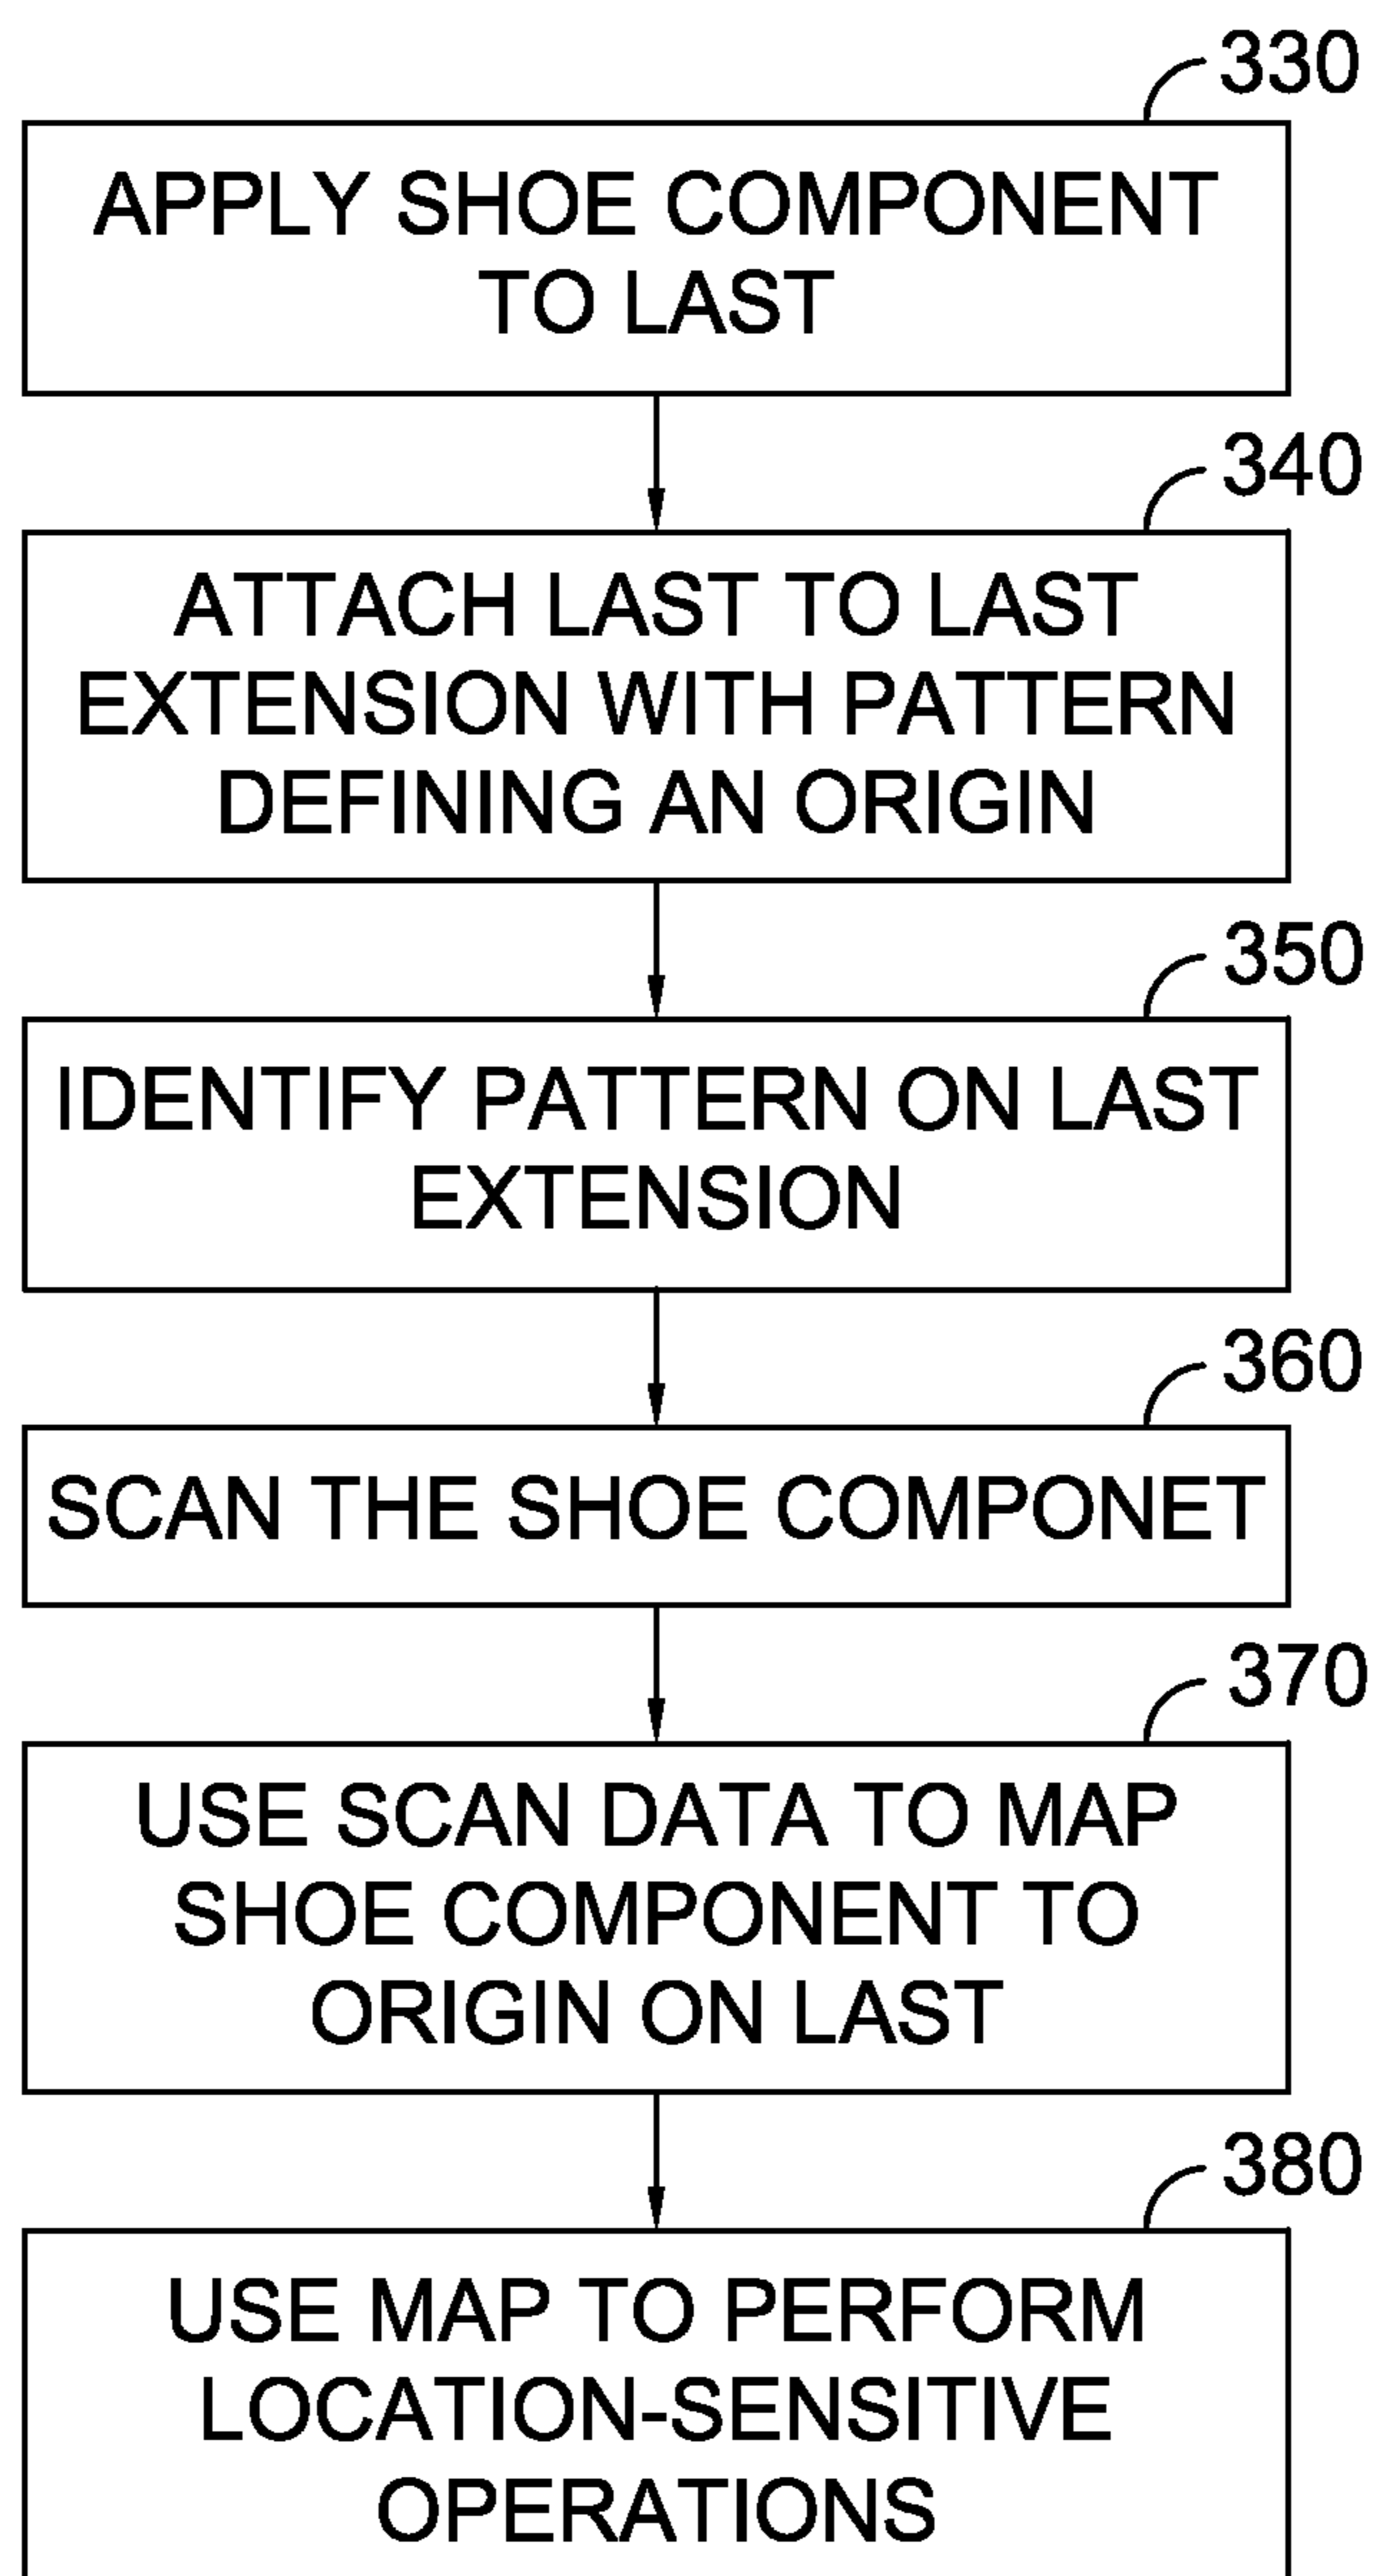 330
APPLY SHOE COMPONENT
TO LAST
340
ATTACH LAST TO LAST
EXTENSION WITH PATTERN
DEFINING AN ORIGIN
350
IDENTIFY PATTERN ON LAST
EXTENSION
360
SCAN THE SHOE COMPONET
370
USE SCAN DATA TO MAP
SHOE COMPONENT TO
ORIGIN ON LAST
380
USE MAP TO PERFORM
LOCATION-SENSITIVE
OPERATIONS